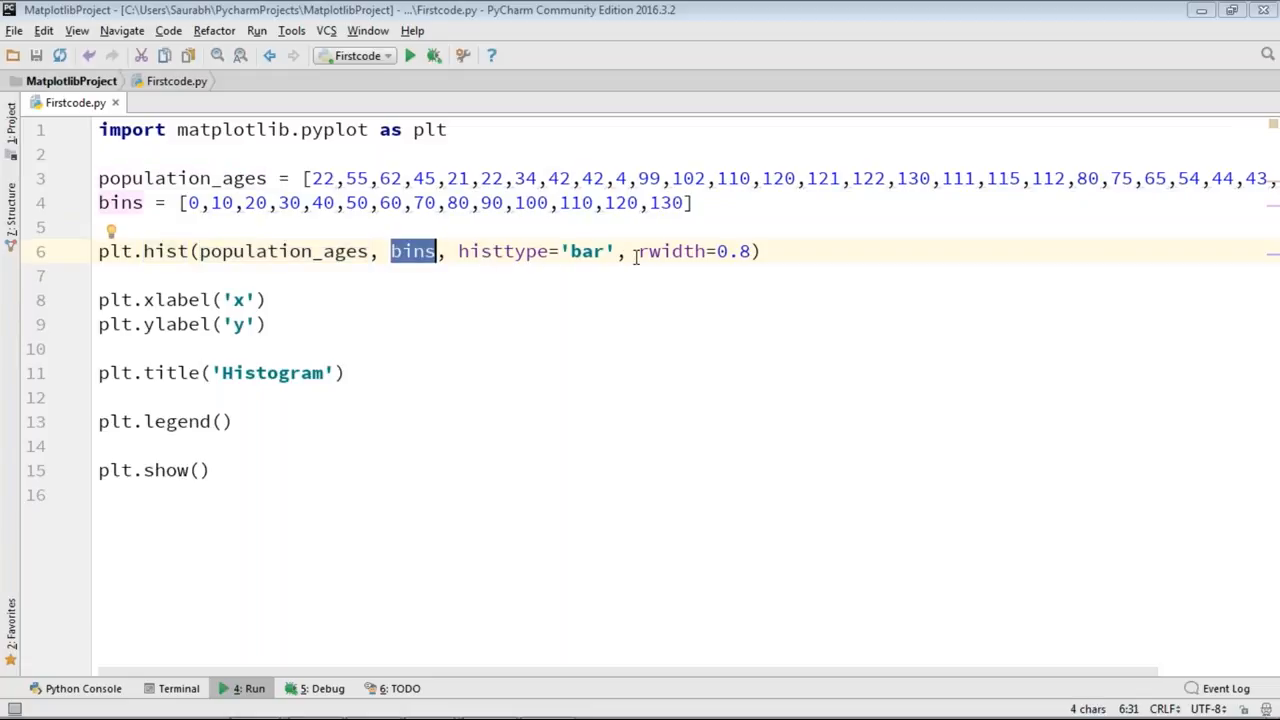 MatplotlibProject - [C:\Users\Saurabh\PycharmProjects\MatplotlibProject] - ...\Firstcode.py - PyCharm Community Edition 2016.3.2
File Edit View Navigate Code Refactor Run Tools VCS Window Help
Firstcode
MatplotlibProject Firstcode.py
Firstcode.py
1: Project
7: Structure
2: Favorites
1 import matplotlib.pyplot as plt
2
3 population_ages = [22,55,62,45,21,22,34,42,42,4,99,102,110,120,121,122,130,111,115,112,80,75,65,54,44,43,
4 bins = [0,10,20,30,40,50,60,70,80,90,100,110,120,130]
5
6 plt.hist(population_ages, bins, histtype='bar', rwidth=0.8)
7
8 plt.xlabel('x')
9 plt.ylabel('y')
10
11 plt.title('Histogram')
12
13 plt.legend()
14
15 plt.show()
16
Python Console Terminal 4: Run 5: Debug 6: TODO Event Log
4 chars 6:31 CRLF÷ UTF-8÷